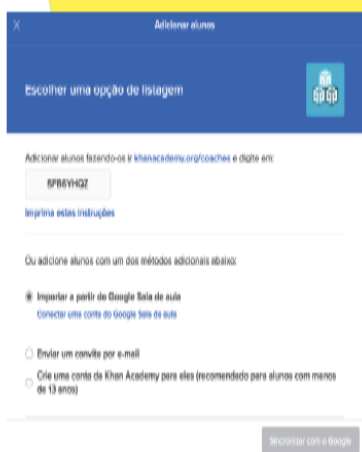 Adicionar alunos
Escolher uma opção de listagem
Adicionar alunos fazendo-os ir khanacademy.org/coaches e digite em:
Imprima estas instruções
Ou adicione alunos com um dos métodos adicionais abaixo:
Importar a partir do Google Sala de aula
Conectar uma conta do Google Sala de aula
Enviar um convite por e-mail
Crie uma conta da Khan Academy para eles (recomendado para alunos com menos
de 13 anos)
Sincronizar com o Google